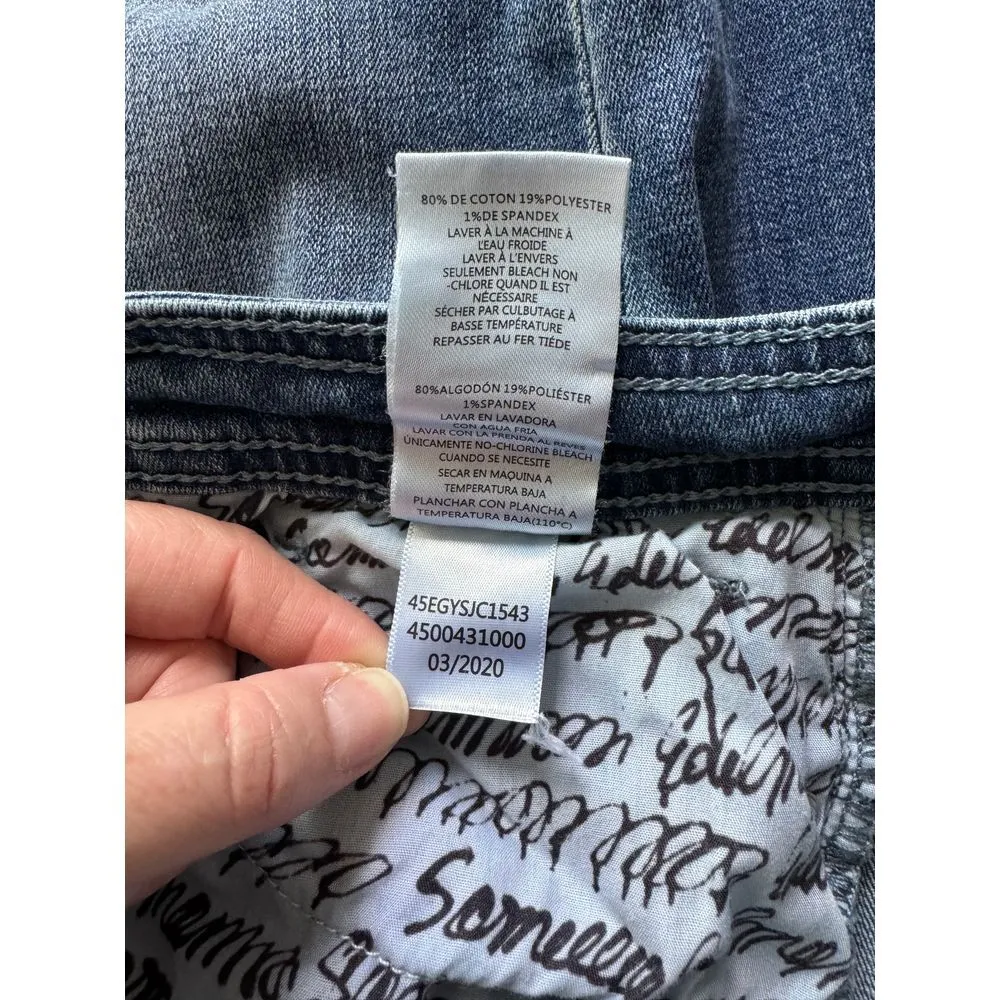 80% DE COTON 19%POLYESTER
1%DE SPANDEX
LAVER À LA MACHINE À
L'EAU FROIDE
LAVER À L'ENVERS
SEULEMENT BLEACH NON
-CHLORE QUAND IL EST
NÉCESSAIRE
SÉCHER PAR CULBUTAGE À
BASSE TEMPÉRATURE
REPASSER AU FER TIÉDE
80%ALGODÓN 19%POLIÉSTER
1%SPANDEX
LAVAR EN LAVADORA
CON AGUA FRIA
LAVAR CON LA PRENDA AL REVES
ÚNICAMENTE NO-CHLORINE BLEACH
CUANDO SE NECESITE
SECAR EN MAQUINA A
TEMPERATURA BAJA
PLANCHAR CON PLANCHA A
TEMPERATURA BAJA(110°C)
45EGYSJC1543
4500431000
03/2020